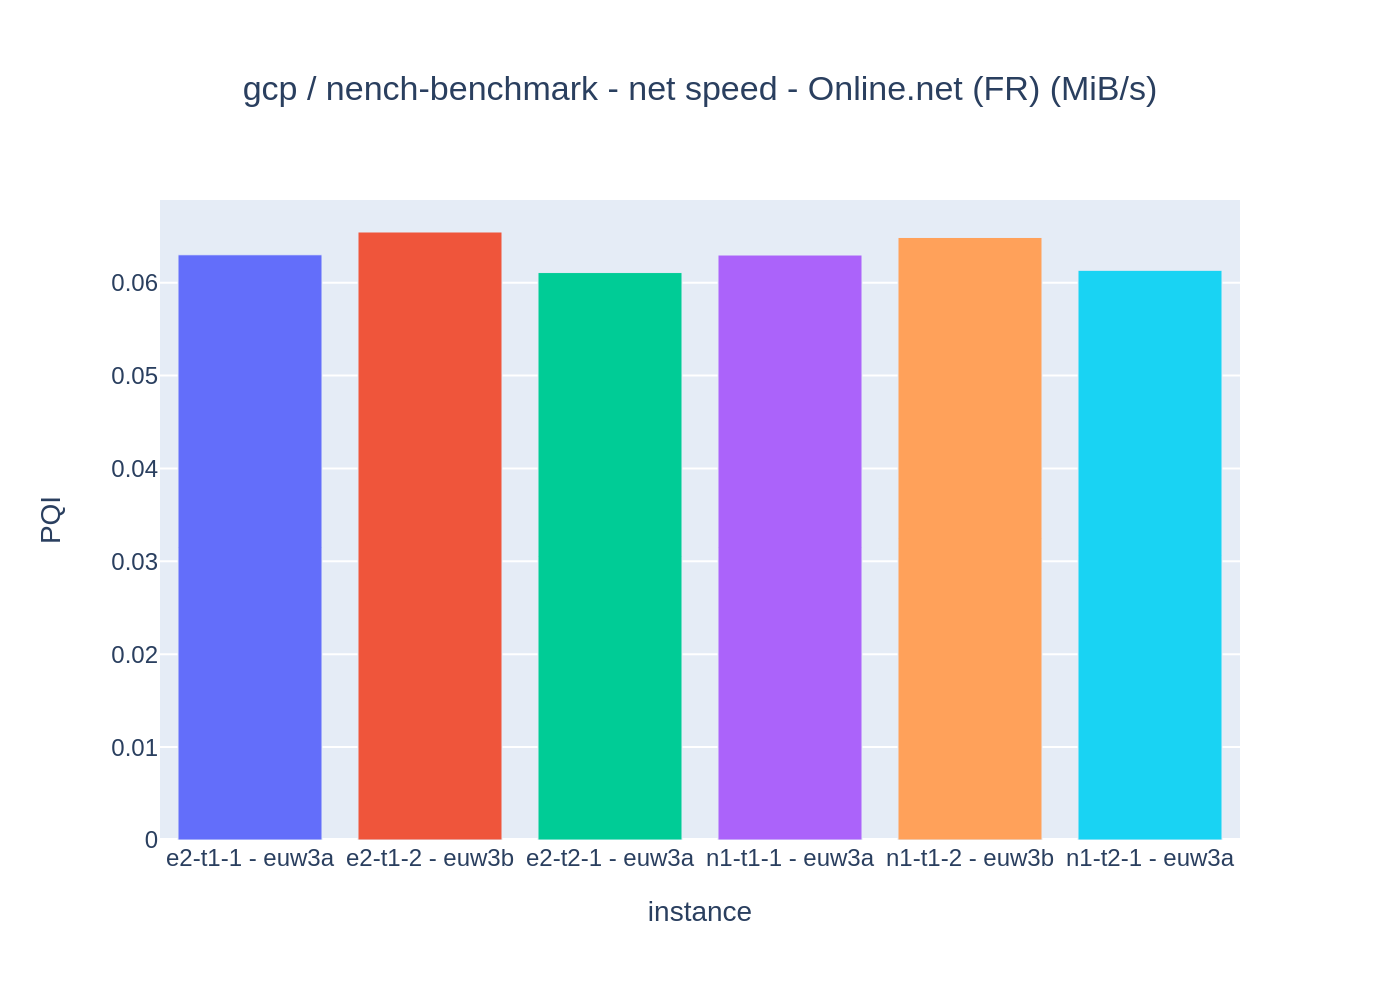 gcp / nench-benchmark - net speed - Online.net (FR) (MiB/s)
PQI
0.06
0.05
0.04
0.03
0.02
0.01
0
e2-t1-1 - euw3a e2-t1-2 - euw3b e2-t2-1 - euw3a n1-t1-1 - euw3a n1-t1-2 - euw3b n1-t2-1 - euw3a
instance